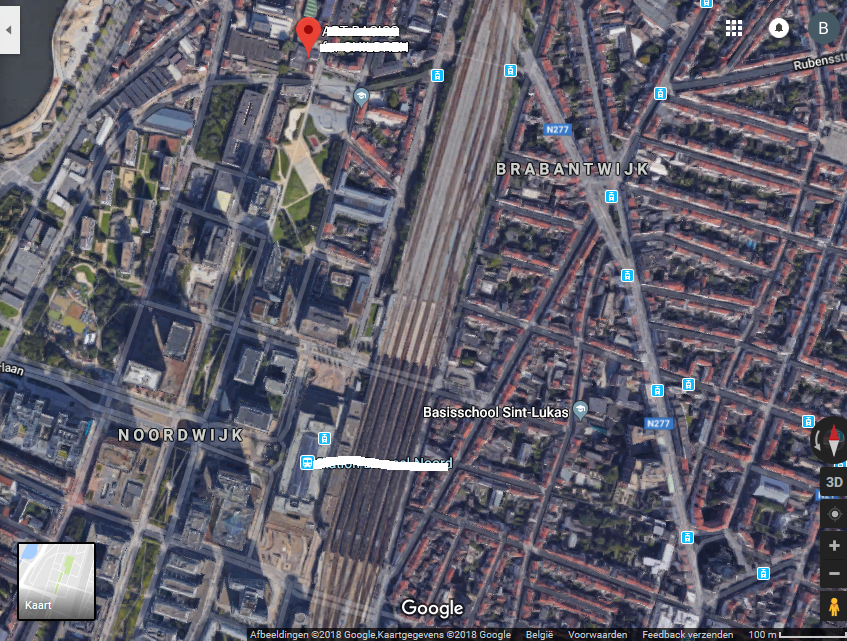 B
Rubensstr
N277
BRABANTWIJK
rlaan
Basisschool Sint-Lukas
N277
NOORDWIJK
3D
Kaart
Google
Afbeeldingen ©2018 Google,Kaartgegevens ©2018 Google België Voorwaarden Feedback verzenden 100 m